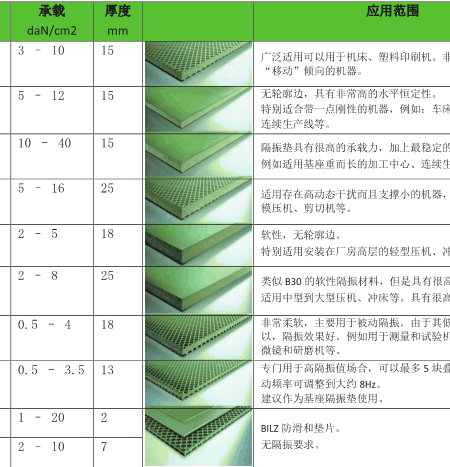 承载 厚度 应用范围
daN/cm2 mm
3 – 10 15
广泛适用可以用于机床、塑料印刷机。
“移动”倾向的机器。
5 – 12 15
无轮廓边，具有非常高的水平恒定性。
特别适合带一点刚性的机器，例如：车床
连续生产线等。
10 – 40 15
隔振垫具有很高的承载力，加上最稳定的
例如适用基座重而长的加工中心、连续生
5 – 16 25
适用存在高动态干扰而且支撑小的机器，
模压机、剪切机等。
2 – 5 18
软性，无轮廓边。
特别适用安装在厂房高层的轻型压机、冲
2 – 8 25
类似 B30 的软性隔振材料，但是具有很高
适用中型到大型压机、冲床等。具有很高
0.5 – 4 18
非常柔软，主要用于被动隔振。由于其低
以，隔振效果好。例如用于测量和试验机
微镜和研磨机等。
0.5 – 3.5 13
专门用于高隔振值场合，可以最多 5 块叠
动频率可调整到大约 8Hz。
建议作为基座隔振垫使用。
1 – 20 2
BILZ 防滑和垫片。
无隔振要求。
2 – 10 7